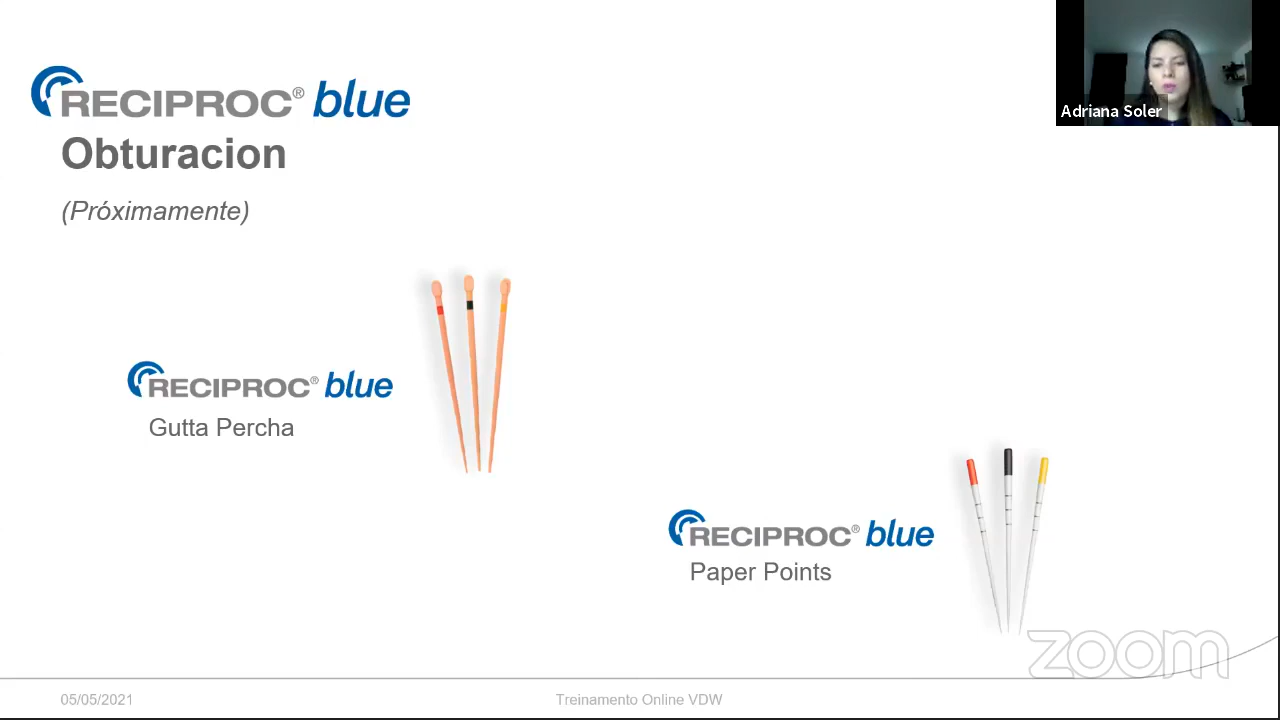 RECIPROC® blue
Obturacion
(Próximamente)
Adriana Soler
RECIPROC® blue
Gutta Percha
RECIPROC® blue
Paper Points
zoom
05/05/2021
Treinamento Online VDW